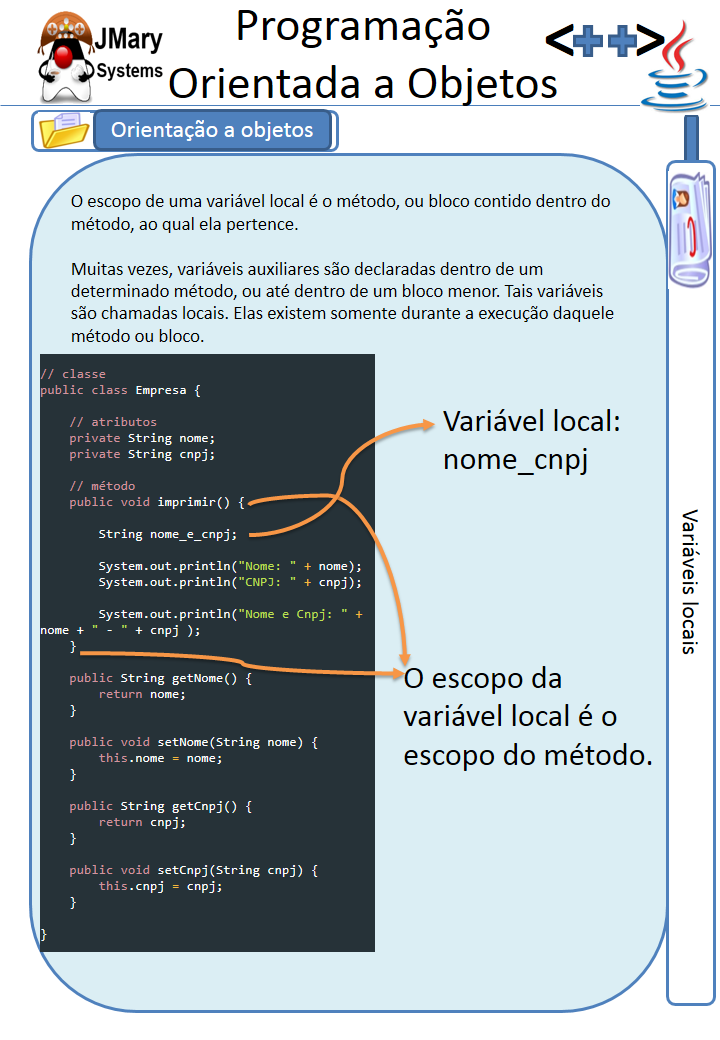 JMary
Systems
Programação
Orientada a Objetos
<++>
Orientação a objetos
O escopo de uma variável local é o método, ou bloco contido dentro do
método, ao qual ela pertence.
Muitas vezes, variáveis auxiliares são declaradas dentro de um
determinado método, ou até dentro de um bloco menor. Tais variáveis
são chamadas locais. Elas existem somente durante a execução daquele
método ou bloco.
// classe
public class Empresa {
// atributos
private String nome;
private String cnpj;
// método
public void imprimir() {
String nome_e_cnpj;
System.out.println("Nome: " + nome);
System.out.println("CNPJ: " + cnpj);
System.out.println("Nome e Cnpj: " +
nome + " - " + cnpj );
}
public String getNome() {
return nome;
}
public void setNome(String nome) {
this.nome = nome;
}
public String getCnpj() {
return cnpj;
}
public void setCnpj(String cnpj) {
this.cnpj = cnpj;
}
}
Variável local:
nome_cnpj
O escopo da
variável local é o
escopo do método.
Variáveis locais